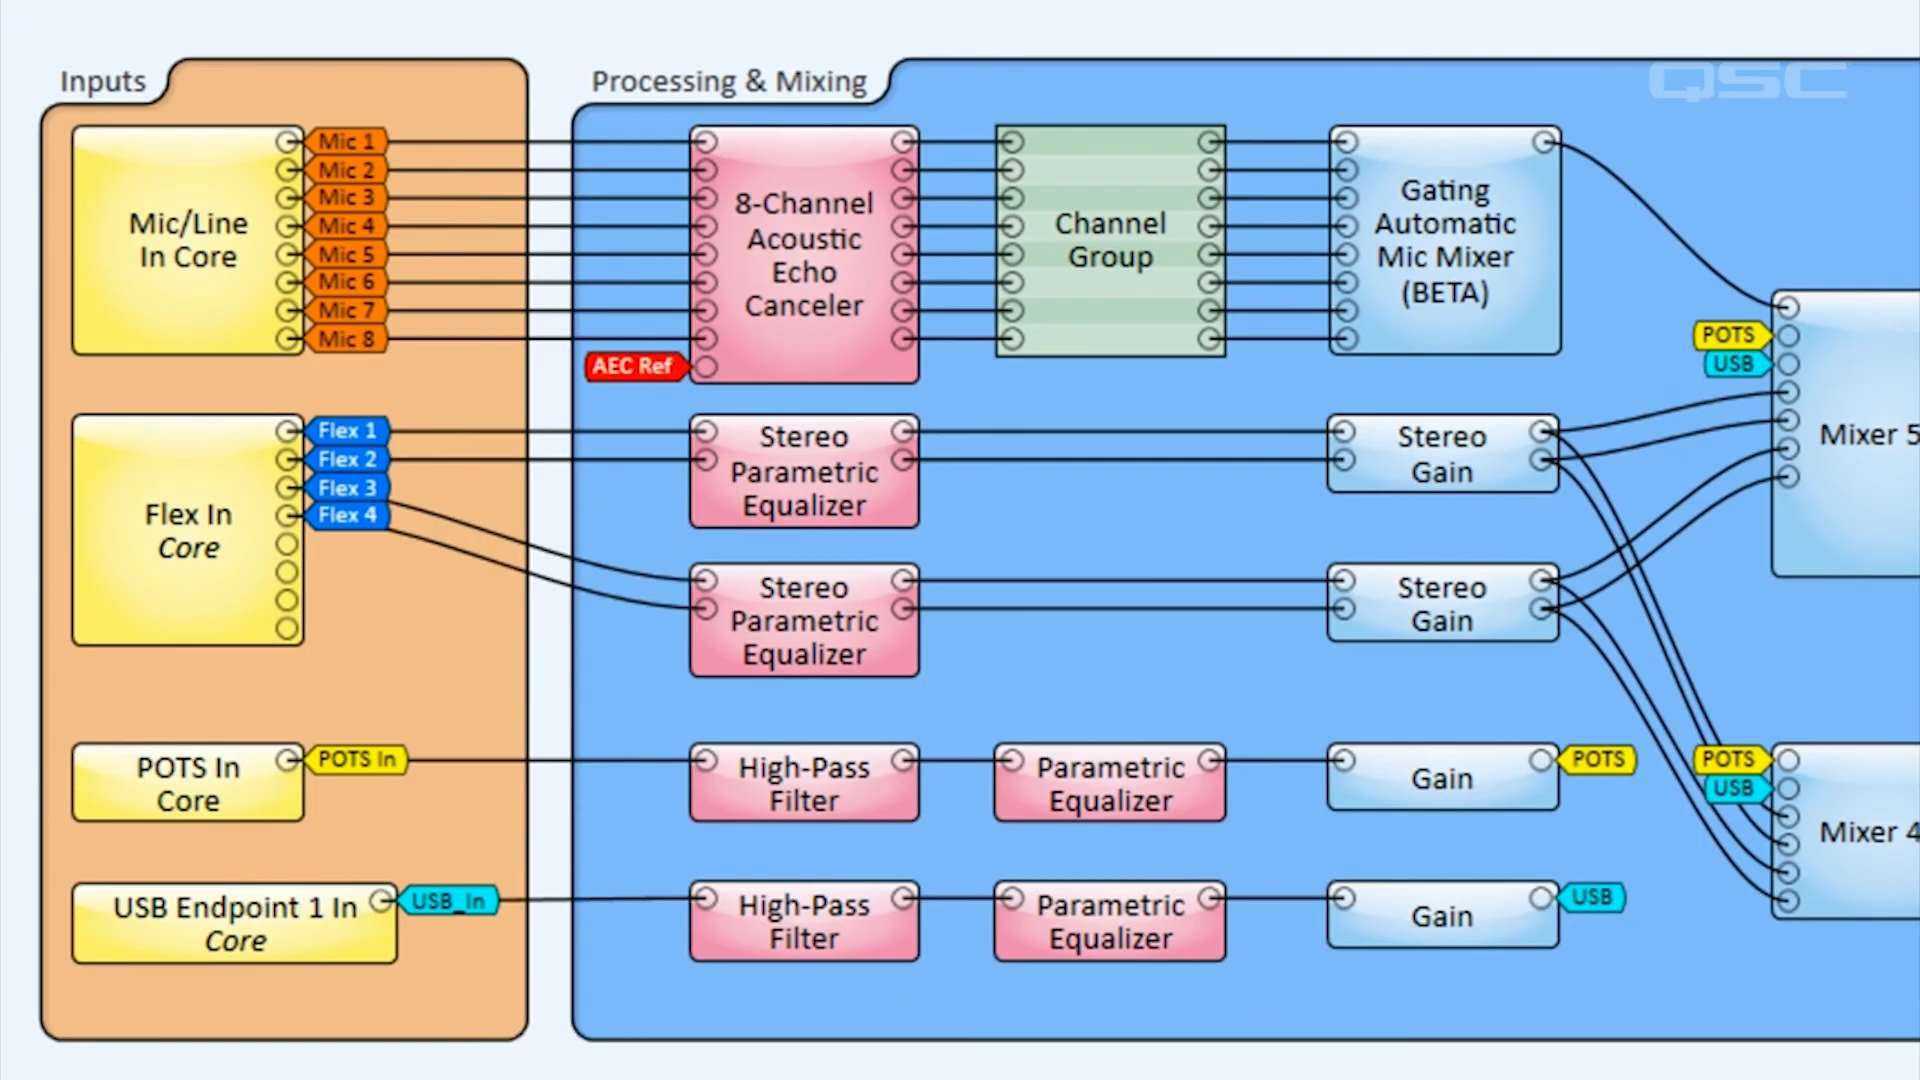 Inputs
Processing & Mixing
QSC
Mic/Line
In Core
Mic 1
Mic 2
Mic 3
Mic 4
Mic 5
Mic 6
Mic 7
Mic 8
AEC Ref
8-Channel
Acoustic
Echo
Canceler
Channel
Group
Gating
Automatic
Mic Mixer
(BETA)
POTS
USB
Mixer 5
Flex In
Core
Flex 1
Flex 2
Flex 3
Flex 4
Stereo
Parametric
Equalizer
Stereo
Gain
Stereo
Parametric
Equalizer
Stereo
Gain
POTS In
Core
POTS In
High-Pass
Filter
Parametric
Equalizer
Gain
POTS
POTS
USB
Mixer 4
USB Endpoint 1 In
Core
USB_In
High-Pass
Filter
Parametric
Equalizer
Gain
USB